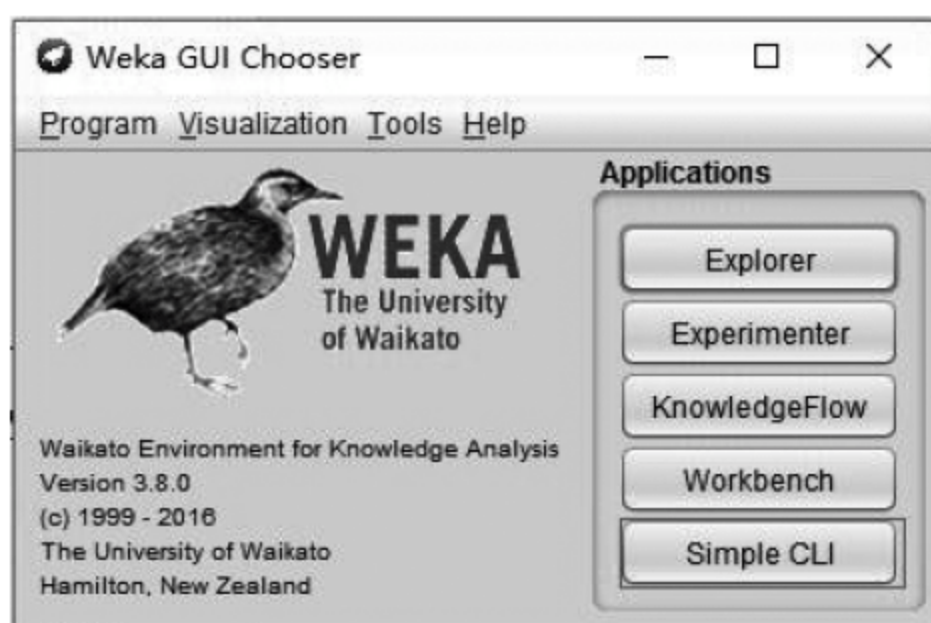 Weka GUI Chooser
Program Visualization Tools Help
WEKA
The University
of Waikato
Waikato Environment for Knowledge Analysis
Version 3.8.0
(c) 1999 - 2016
The University of Waikato
Hamilton, New Zealand
Applications
Explorer
Experimenter
KnowledgeFlow
Workbench
Simple CLI